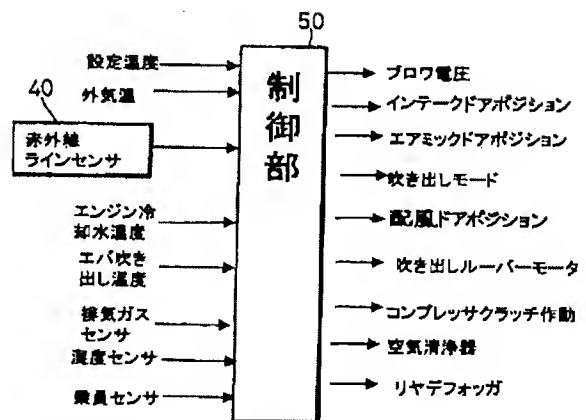 50
設定温度
外気温
40
赤外線
ラインセンサ
エンジン冷
却水温度
エバ吹き
出し温度
排気ガス
センサ
湿度センサ
乗員センサ
制
御
部
ブロワ電圧
インテークドアポジション
エアミックドアポジション
吹き出しモード
配風ドアポジション
吹き出しルーバーモータ
コンプレッサクラッチ作動
空気清浄器
リヤデフォッガ